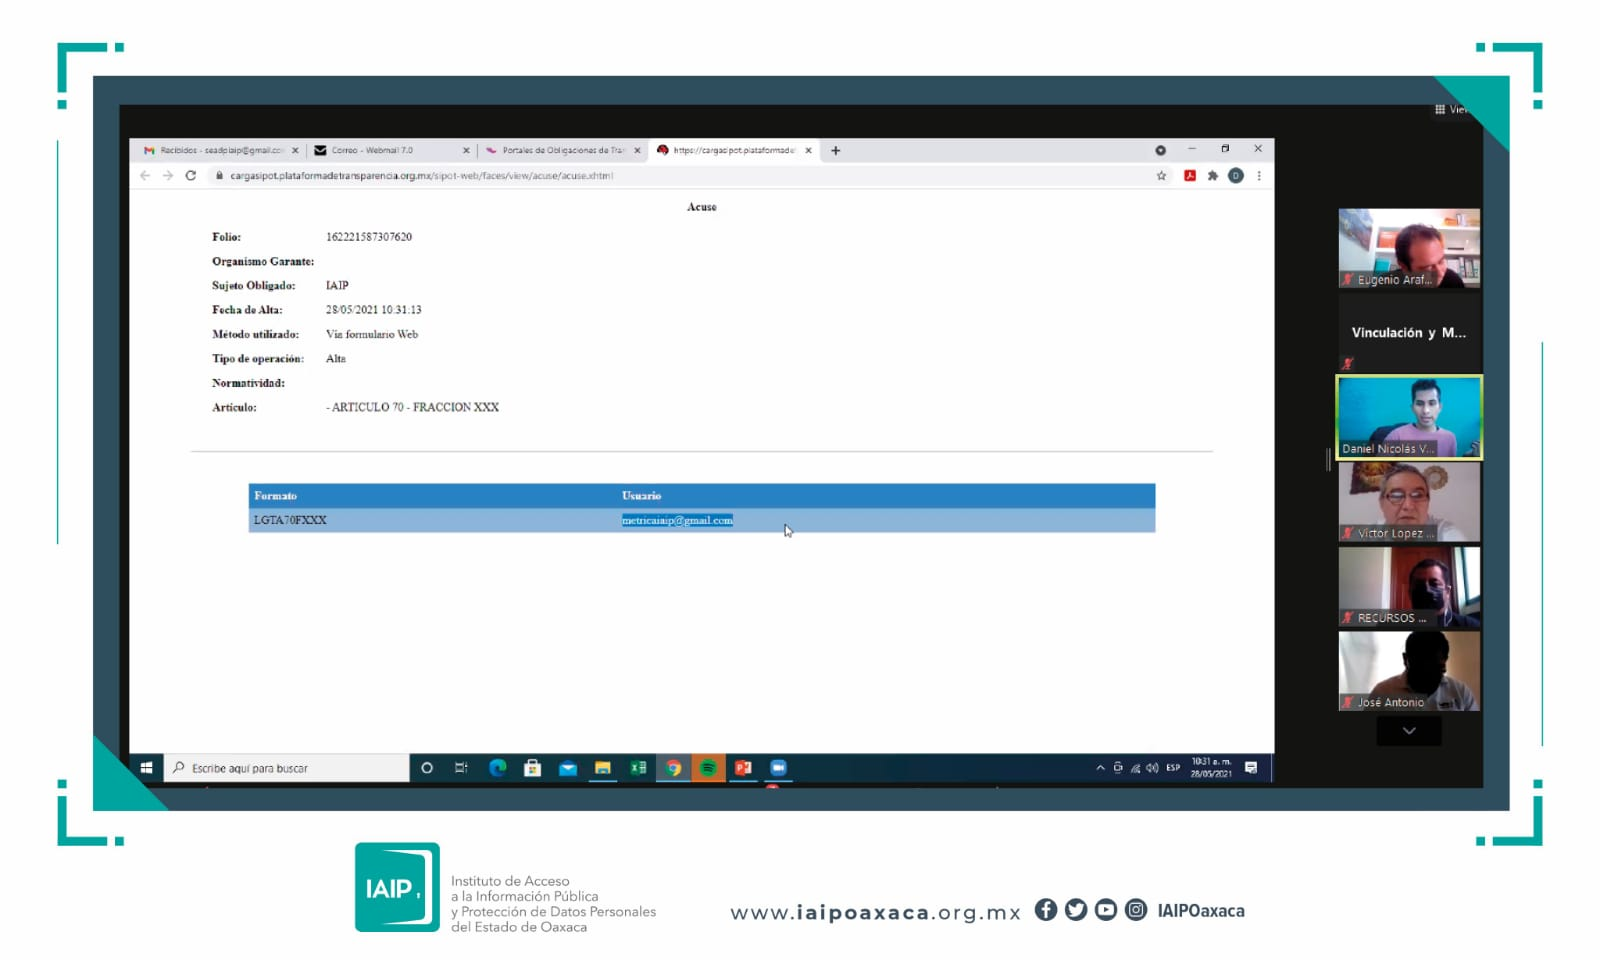 View
Recibidos - seadpiaip@gmail.com
Correo - Webmail 7.0
Portales de Obligaciones de Tran
https://cargasipot.plataformade
cargasipot.plataformadetransparencia.org.mx/sipot-web/faces/view/acuse/acuse.xhtml
D
Acuse
Folio: 162221587307620
Organismo Garante:
Sujeto Obligado: IAIP
Fecha de Alta: 28/05/2021 10:31:13
Método utilizado: Vía formulario Web
Tipo de operación: Alta
Normatividad:
Artículo: - ARTICULO 70 - FRACCION XXX
Formato Usuario
LGTA70FXXX metricaiaip@gmail.com
Eugenio Araf...
Vinculación y M...
Daniel Nicolás V...
Victor Lopez ...
RECURSOS ...
José Antonio
Escribe aquí para buscar
ESP
10:31 a. m.
28/05/2021
IAIP
Instituto de Acceso
a la Información Pública
y Protección de Datos Personales
del Estado de Oaxaca
www.iaipoaxaca.org.mx
IAIPOaxaca